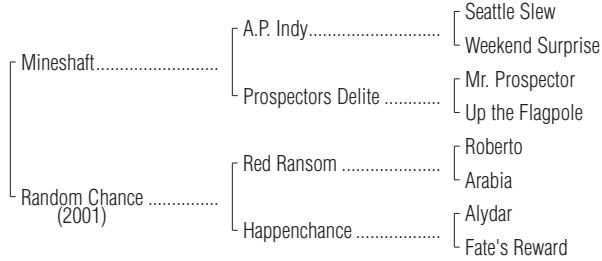 Seattle Slew
A.P. Indy..............................
Weekend Surprise
Mineshaft............................
Mr. Prospector
Prospectors Delite .............
Up the Flagpole
Roberto
Red Ransom ......................
Arabia
Random Chance ................
(2001)
Alydar
Happenchance ...................
Fate's Reward